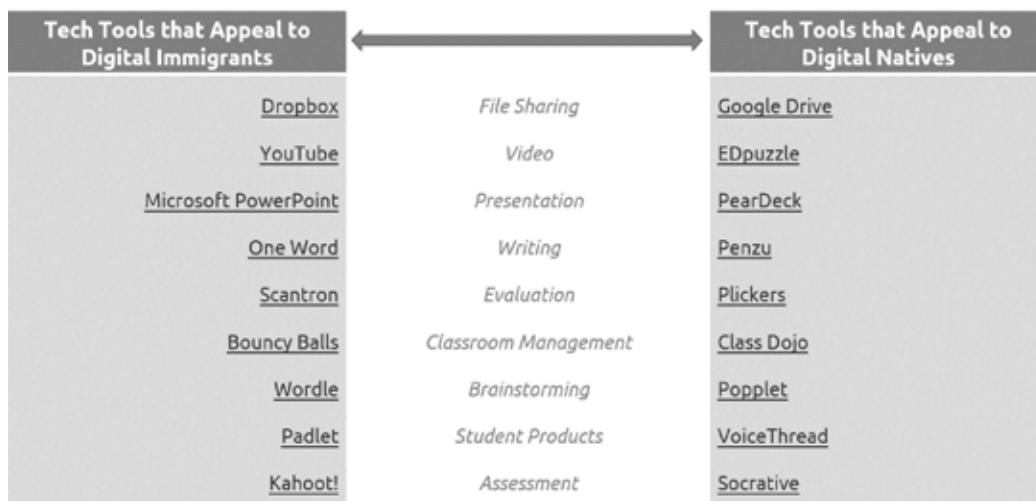 Tech Tools that Appeal to
Digital Immigrants
Tech Tools that Appeal to
Digital Natives
Dropbox File Sharing Google Drive
YouTube Video EDpuzzle
Microsoft PowerPoint Presentation PearDeck
One Word Writing Penzu
Scantron Evaluation Plickers
Bouncy Balls Classroom Management Class Dojo
Wordle Brainstorming Popplet
Padlet Student Products VoiceThread
Kahoot! Assessment Socrative